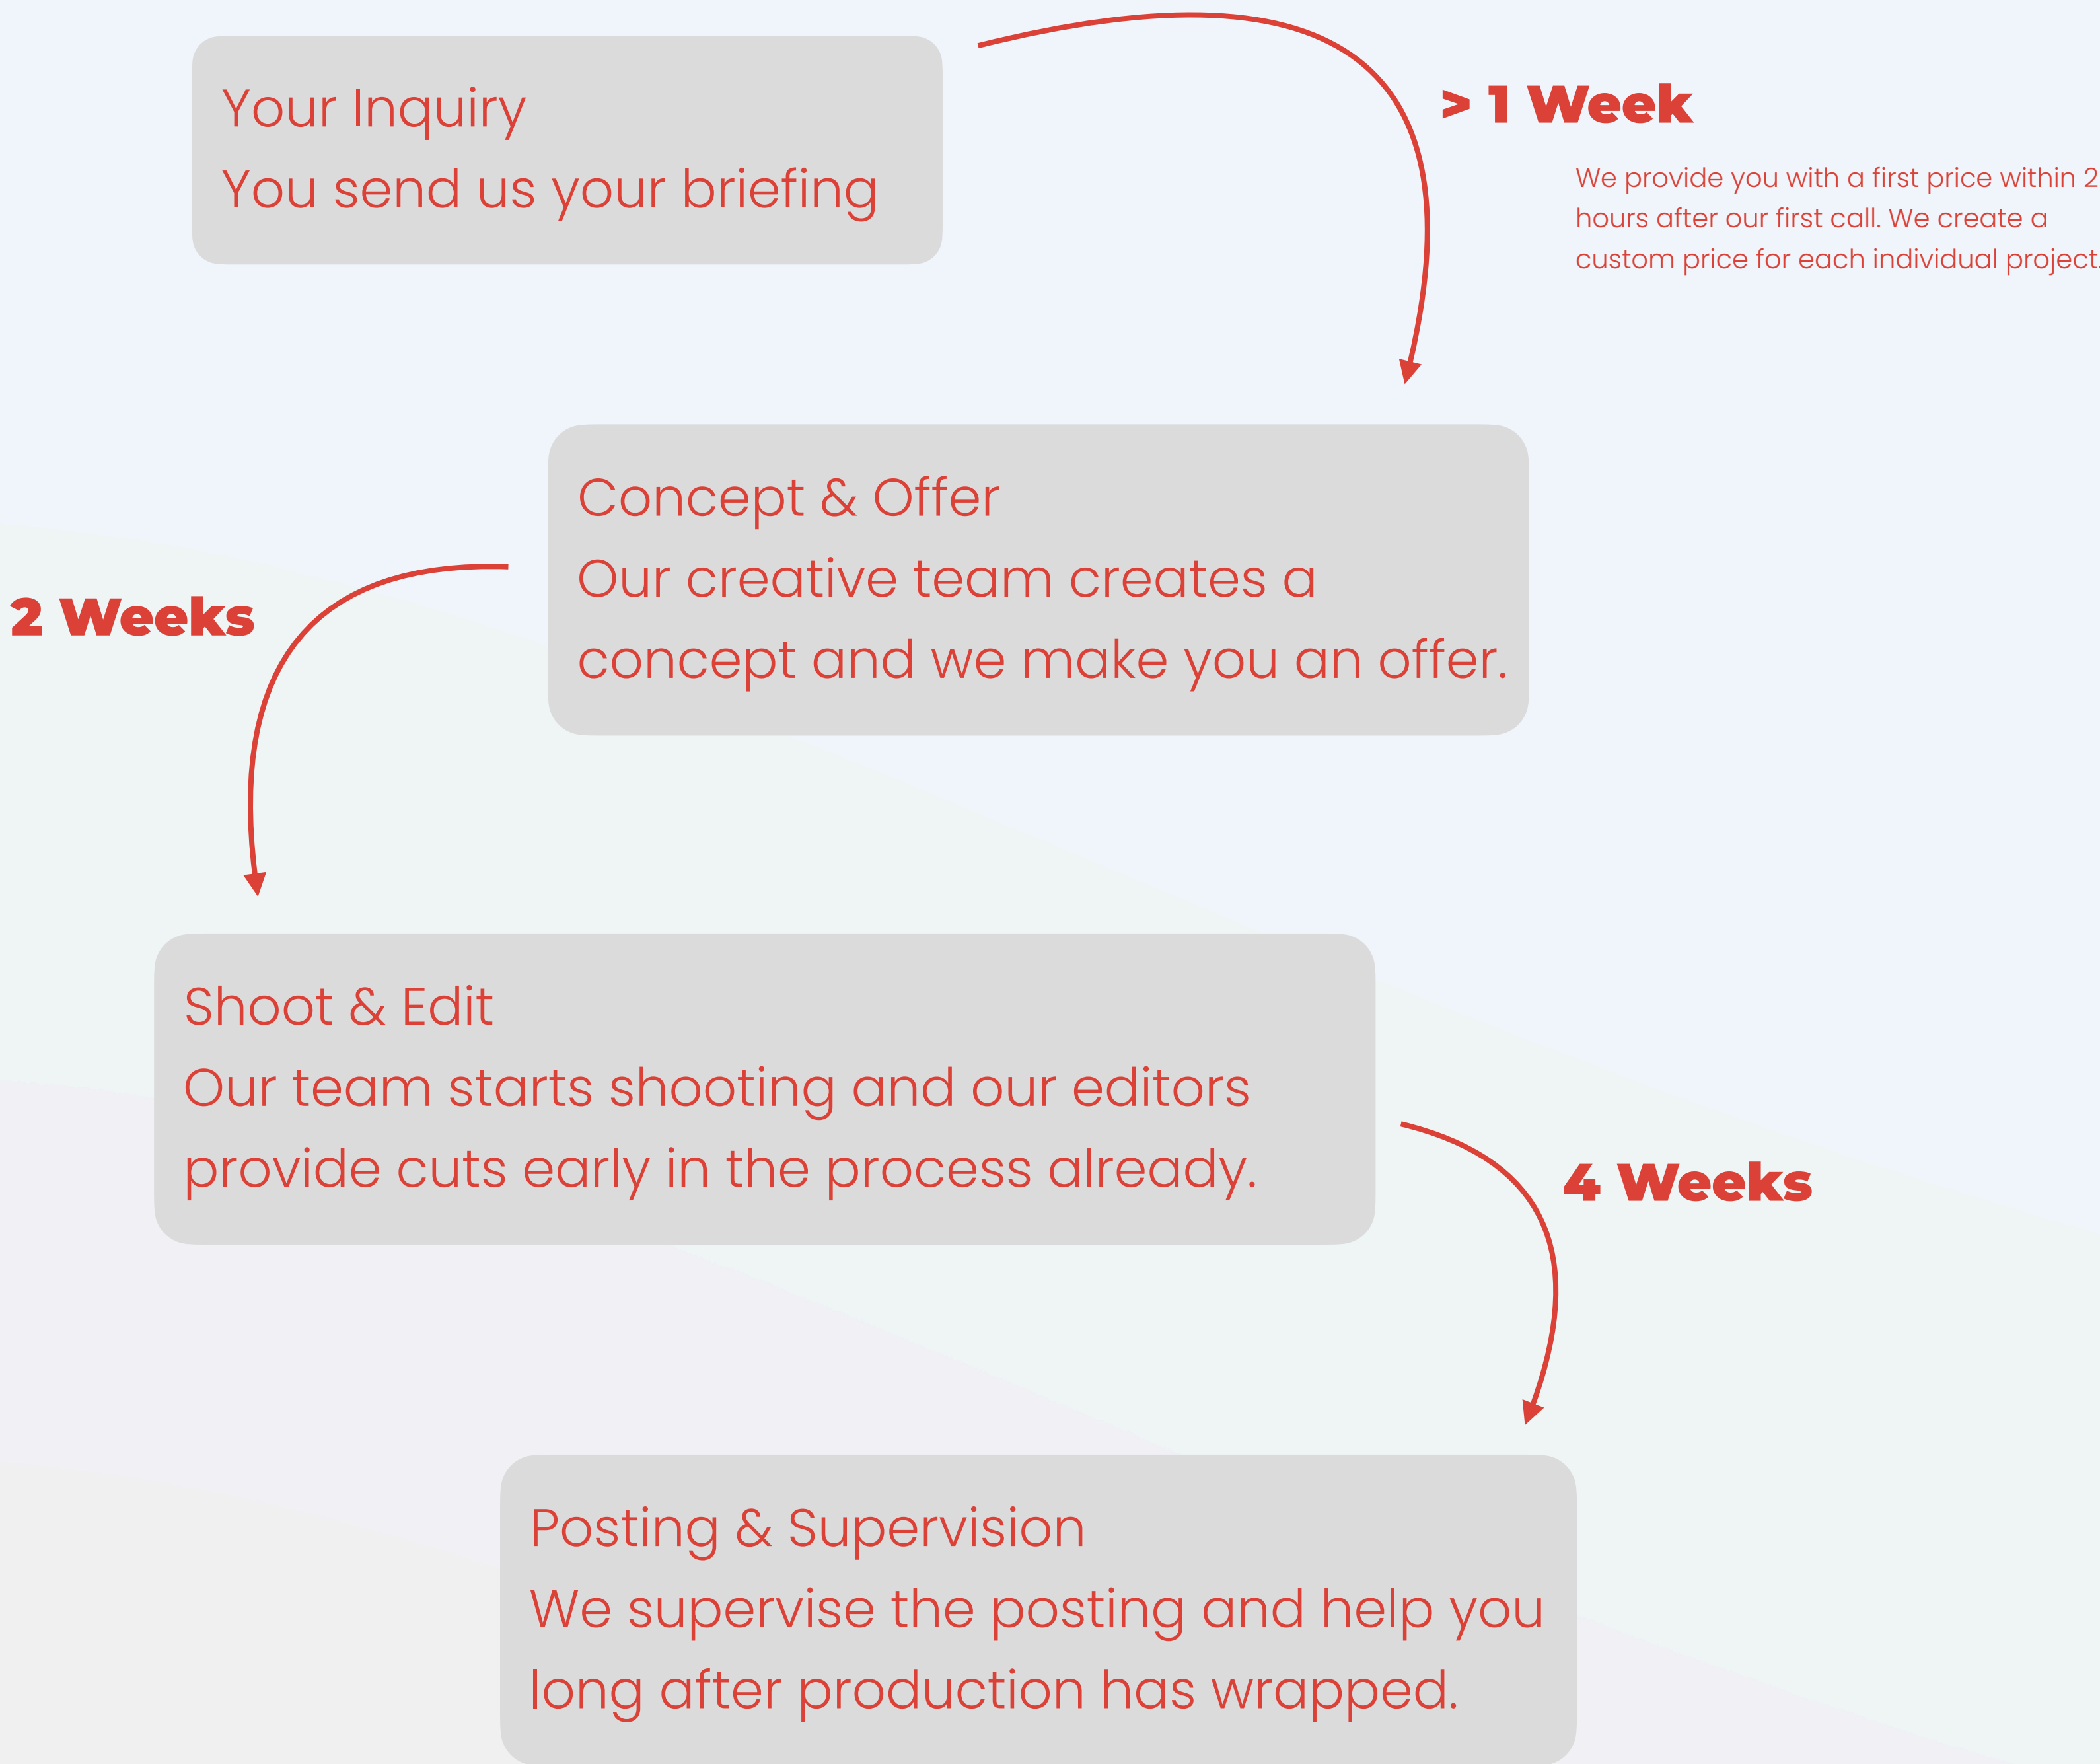 Your Inquiry
You send us your briefing
> 1 Week
We provide you with a first price within 2
hours after our first call. We create a
custom price for each individual project.
Concept & Offer
Our creative team creates a
concept and we make you an offer.
2 Weeks
Shoot & Edit
Our team starts shooting and our editors
provide cuts early in the process already.
4 Weeks
Posting & Supervision
We supervise the posting and help you
long after production has wrapped.